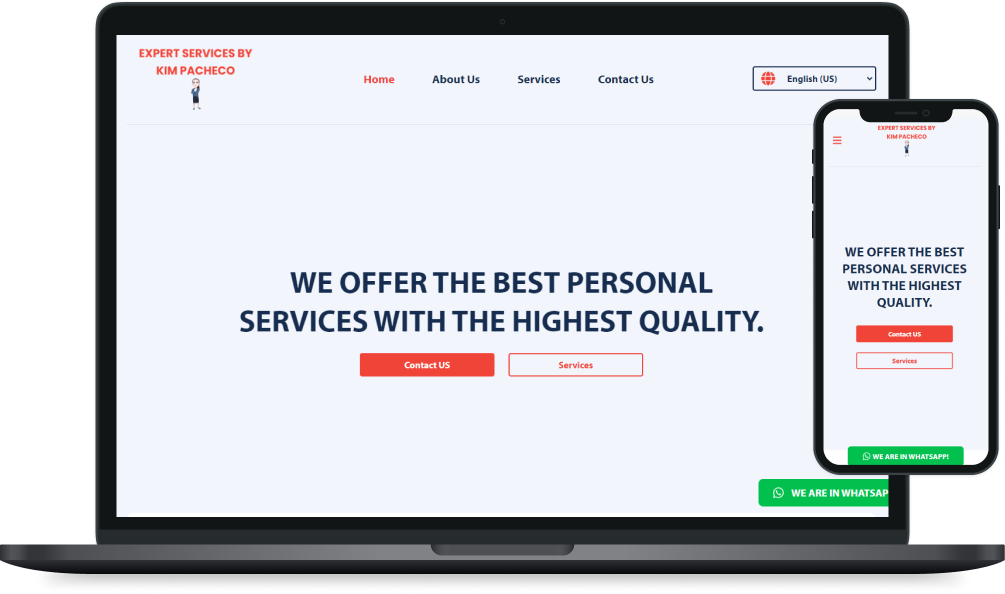 EXPERT SERVICES BY
KIM PACHECO
Home
About Us
Services
Contact Us
English (US)
WE OFFER THE BEST PERSONAL
SERVICES WITH THE HIGHEST QUALITY.
Contact US
Services
WE ARE IN WHATSAP
EXPERT SERVICES BY
KIM PACHECO
WE OFFER THE BEST
PERSONAL SERVICES
WITH THE HIGHEST
QUALITY.
Contact US
Services
WE ARE IN WHATSAPP!